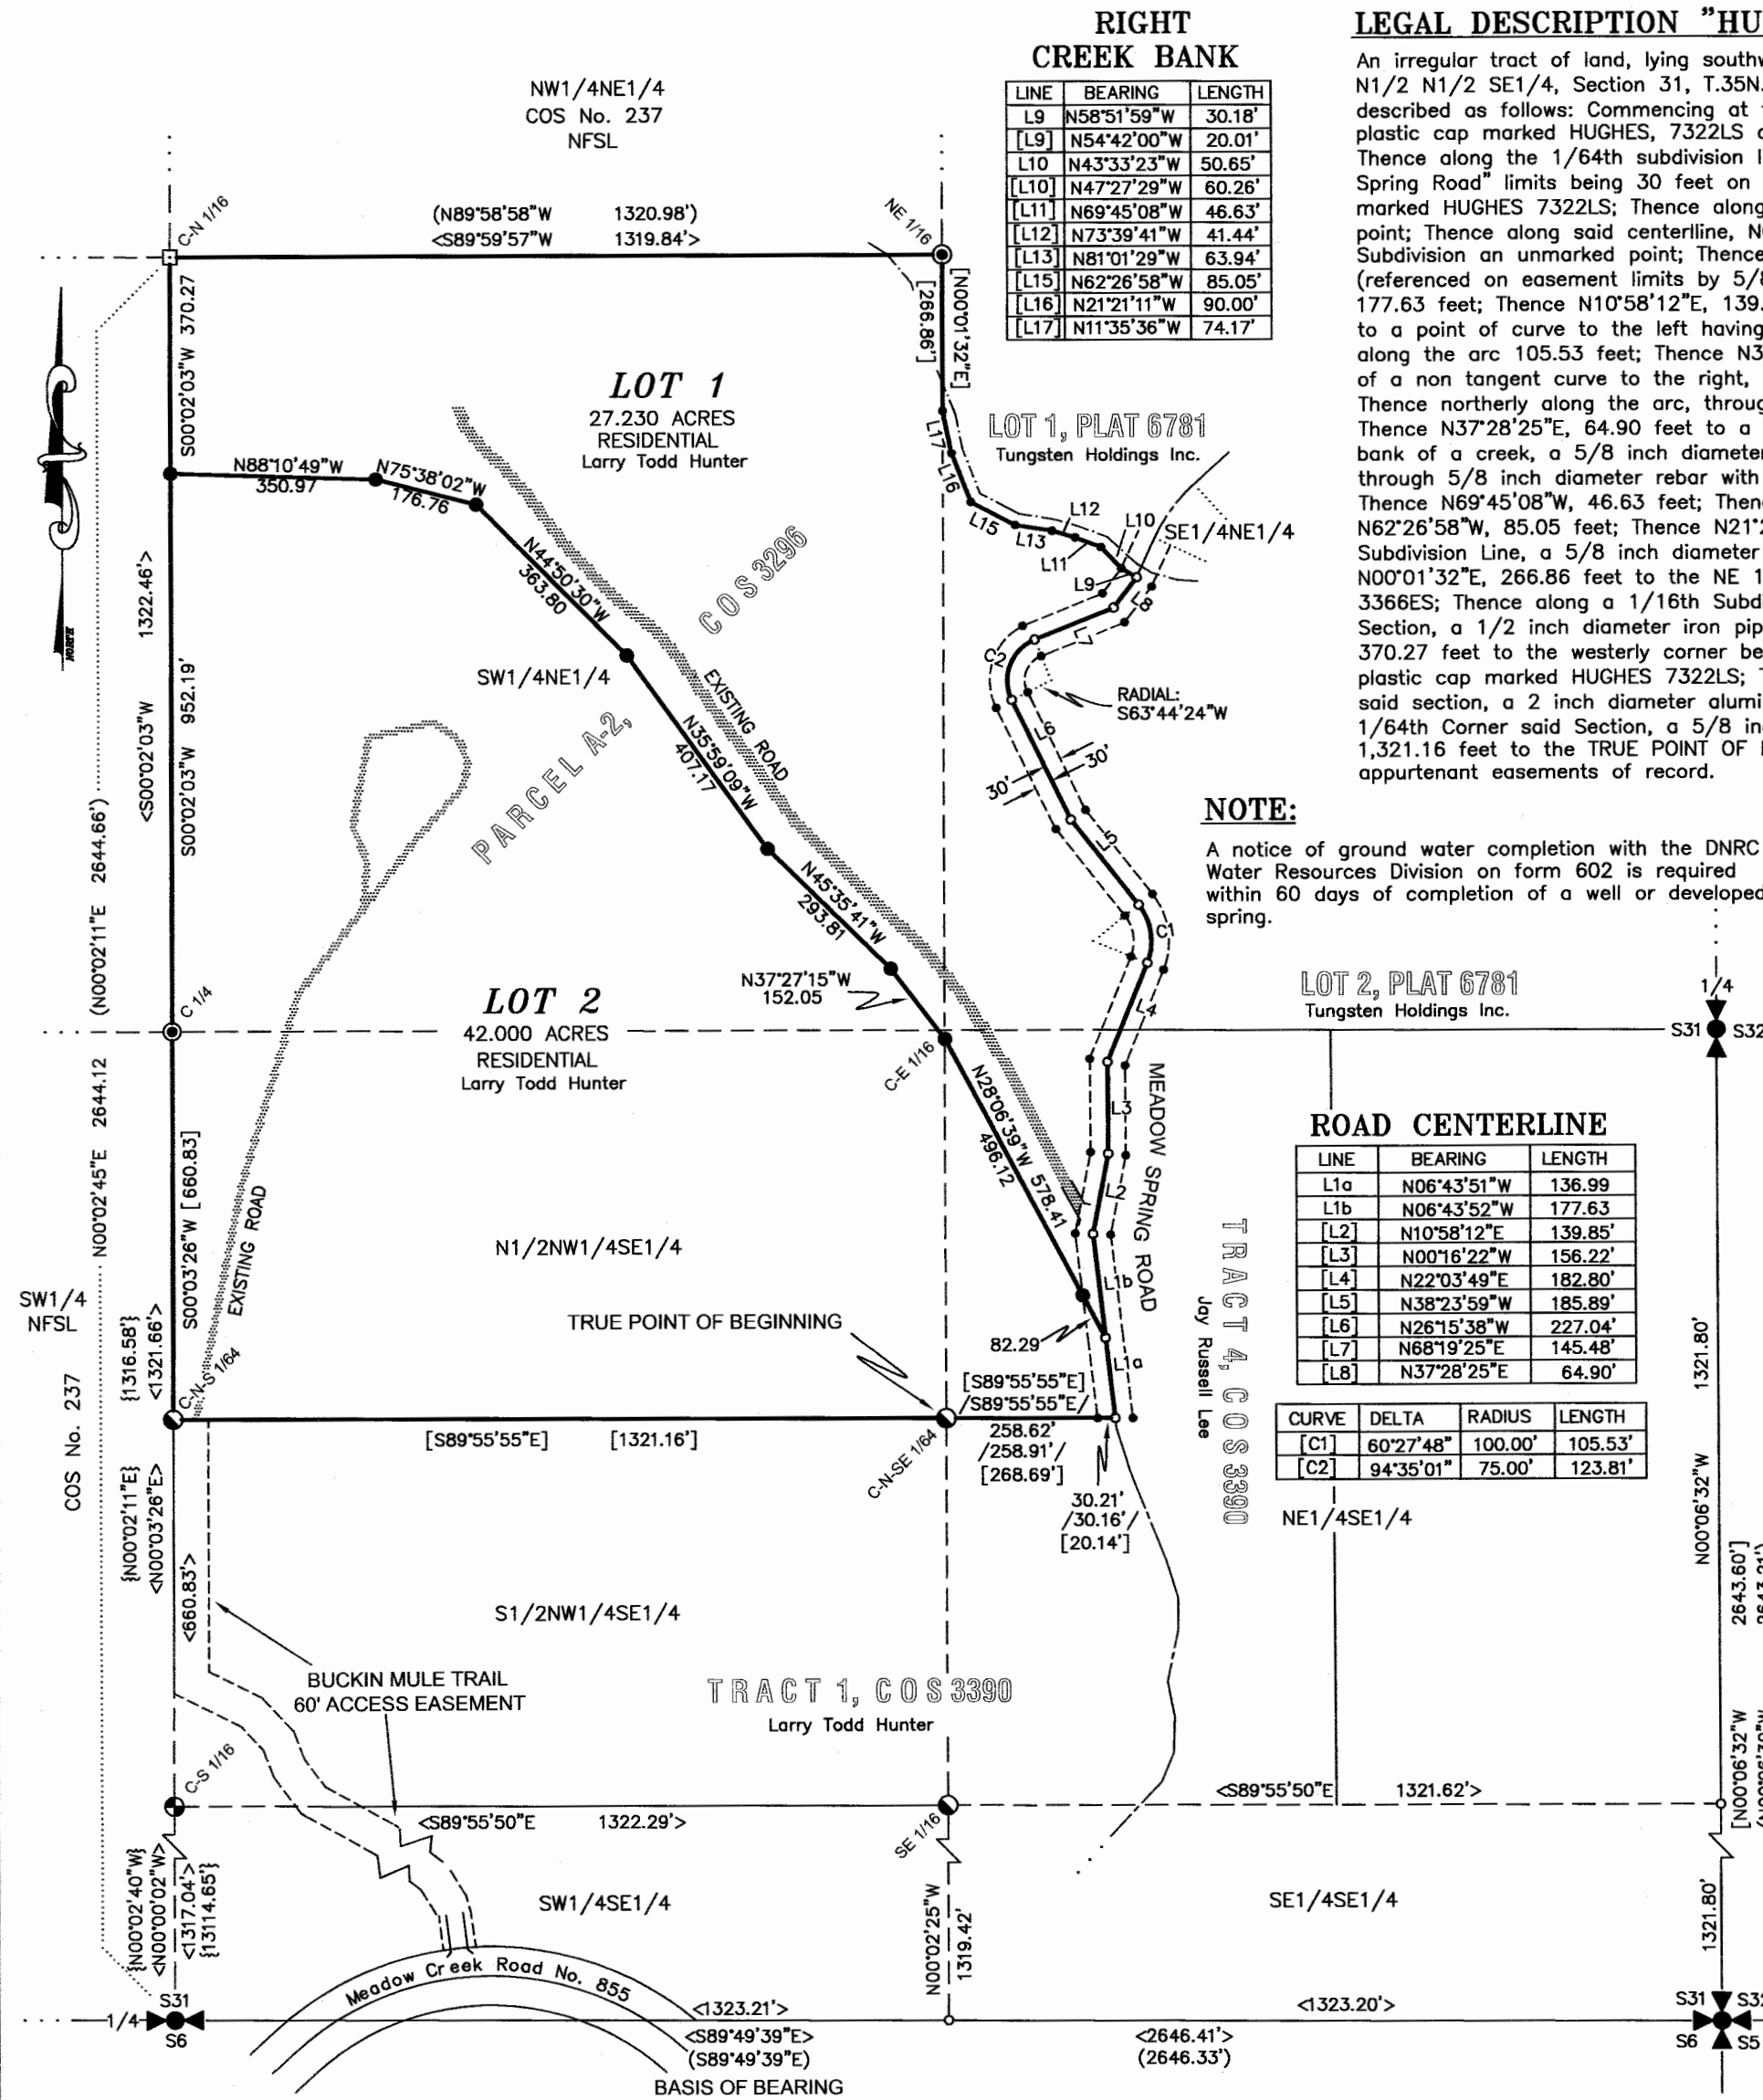 RIGHT
CREEK BANK
LINE BEARING LENGTH
L9 N58°51'59"W 30.18'
[L9] N54°42'00"W 20.01'
L10 N43°33'23"W 50.65'
[L10] N47°27'29"W 60.26'
[L11] N69°45'08"W 46.63'
[L12] N73°39'41"W 41.44'
[L13] N81°01'29"W 63.94'
[L15] N62°26'58"W 85.05'
[L16] N21°21'11"W 90.00'
[L17] N11°35'36"W 74.17'
LEGAL DESCRIPTION "HU
An irregular tract of land, lying southw
N1/2 N1/2 SE1/4, Section 31, T.35N.
described as follows: Commencing at
plastic cap marked HUGHES, 7322LS
Thence along the 1/64th subdivision l
Spring Road" limits being 30 feet on
marked HUGHES 7322LS; Thence along
point; Thence along said centerlline, N
Subdivision an unmarked point; Thence
(referenced on easement limits by 5/8
177.63 feet; Thence N10°58'12"E, 139.
to a point of curve to the left having
along the arc 105.53 feet; Thence N3
of a non tangent curve to the right,
Thence northerly along the arc, throug
Thence N37°28'25"E, 64.90 feet to a
bank of a creek, a 5/8 inch diameter
through 5/8 inch diameter rebar with
Thence N69°45'08"W, 46.63 feet; Thenc
N62°26'58"W, 85.05 feet; Thence N21°2
Subdivision Line, a 5/8 inch diameter
N00°01'32"E, 266.86 feet to the NE 1
3366ES; Thence along a 1/16th Subd
Section, a 1/2 inch diameter iron pip
370.27 feet to the westerly corner be
plastic cap marked HUGHES 7322LS; T
said section, a 2 inch diameter alumi
1/64th Corner said Section, a 5/8 in
1,321.16 feet to the TRUE POINT OF
appurtenant easements of record.
NOTE:
A notice of ground water completion with the DNRC
Water Resources Division on form 602 is required
within 60 days of completion of a well or developed
spring.
NW1/4NE1/4
COS No. 237
NFSL
C-N 1/16
(N89°58'58"W 1320.98')
<S89°59'57"W 1319.84'>
NE 1/16
[N00°01'32"E]
[266.86']
S00°02'03"W 370.27
LOT 1
27.230 ACRES
RESIDENTIAL
Larry Todd Hunter
LOT 1, PLAT 6781
Tungsten Holdings Inc.
N88°10'49"W
350.97
N75°38'02"W
176.76
N44°50'30"W
363.80
COS 3296
L17
L16
L15
L13
L12
L11
L10
L9
L8
L7
SE1/4NE1/4
C2
RADIAL:
S63°44'24"W
L6
30'
30'
L5
C1
SW1/4NE1/4
EXISTING ROAD
PARCEL A-2,
N35°59'09"W
407.17
N45°35'41"W
293.81
N37°27'15"W
152.05
<S00°02'03"W 1322.46'>
S00°02'03"W 952.19'
(N00°02'11"E 2644.66')
NORTH
C 1/4
LOT 2
42.000 ACRES
RESIDENTIAL
Larry Todd Hunter
C-E 1/16
LOT 2, PLAT 6781
Tungsten Holdings Inc.
1/4
S31
S32
L4
L3
L2
L1b
L1a
MEADOW SPRING ROAD
N28°06'39"W 578.41
496.12
82.29
ROAD CENTERLINE
LINE BEARING LENGTH
L1a N06°43'51"W 136.99
L1b N06°43'52"W 177.63
[L2] N10°58'12"E 139.85'
[L3] N00°16'22"W 156.22'
[L4] N22°03'49"E 182.80'
[L5] N38°23'59"W 185.89'
[L6] N26°15'38"W 227.04'
[L7] N68°19'25"E 145.48'
[L8] N37°28'25"E 64.90'
CURVE DELTA RADIUS LENGTH
[C1] 60°27'48" 100.00' 105.53'
[C2] 94°35'01" 75.00' 123.81'
N00°02'45"E 2644.12
S00°03'26"W [ 660.83]
EXISTING ROAD
N1/2NW1/4SE1/4
SW1/4
NFSL
COS No. 237
{1316.58'}
<1321.66'>
C-N-S 1/64
TRUE POINT OF BEGINNING
[S89°55'55"E]
/S89°55'55"E/
258.62'
/258.91'/
[268.69']
30.21'
/30.16'/
[20.14']
C-N-SE 1/64
[S89°55'55"E] [1321.16']
TRACT 4, COS 3390
Jay Russell Lee
NE1/4SE1/4
N00°06'32"W 1321.80'
2643.60']
{N00°02'11"E}
<N00°03'26"E>
<660.83'>
S1/2NW1/4SE1/4
BUCKIN MULE TRAIL
60' ACCESS EASEMENT
TRACT 1, COS 3390
Larry Todd Hunter
C-S 1/16
<S89°55'50"E 1322.29'>
SE 1/16
<S89°55'50"E 1321.62'>
[N00°06'32"W
{N00°02'40"W}
<N00°00'02"W>
<1317.04'>
{1314.65'}
SW1/4SE1/4
SE1/4SE1/4
N00°02'25"W
1319.42'
1321.80'
Meadow Creek Road No. 855
S31
1/4
S6
<1323.21'>
<S89°49'39"E>
(S89°49'39"E)
BASIS OF BEARING
<1323.20'>
<2646.41'>
(2646.33')
S31
S32
S6
S5